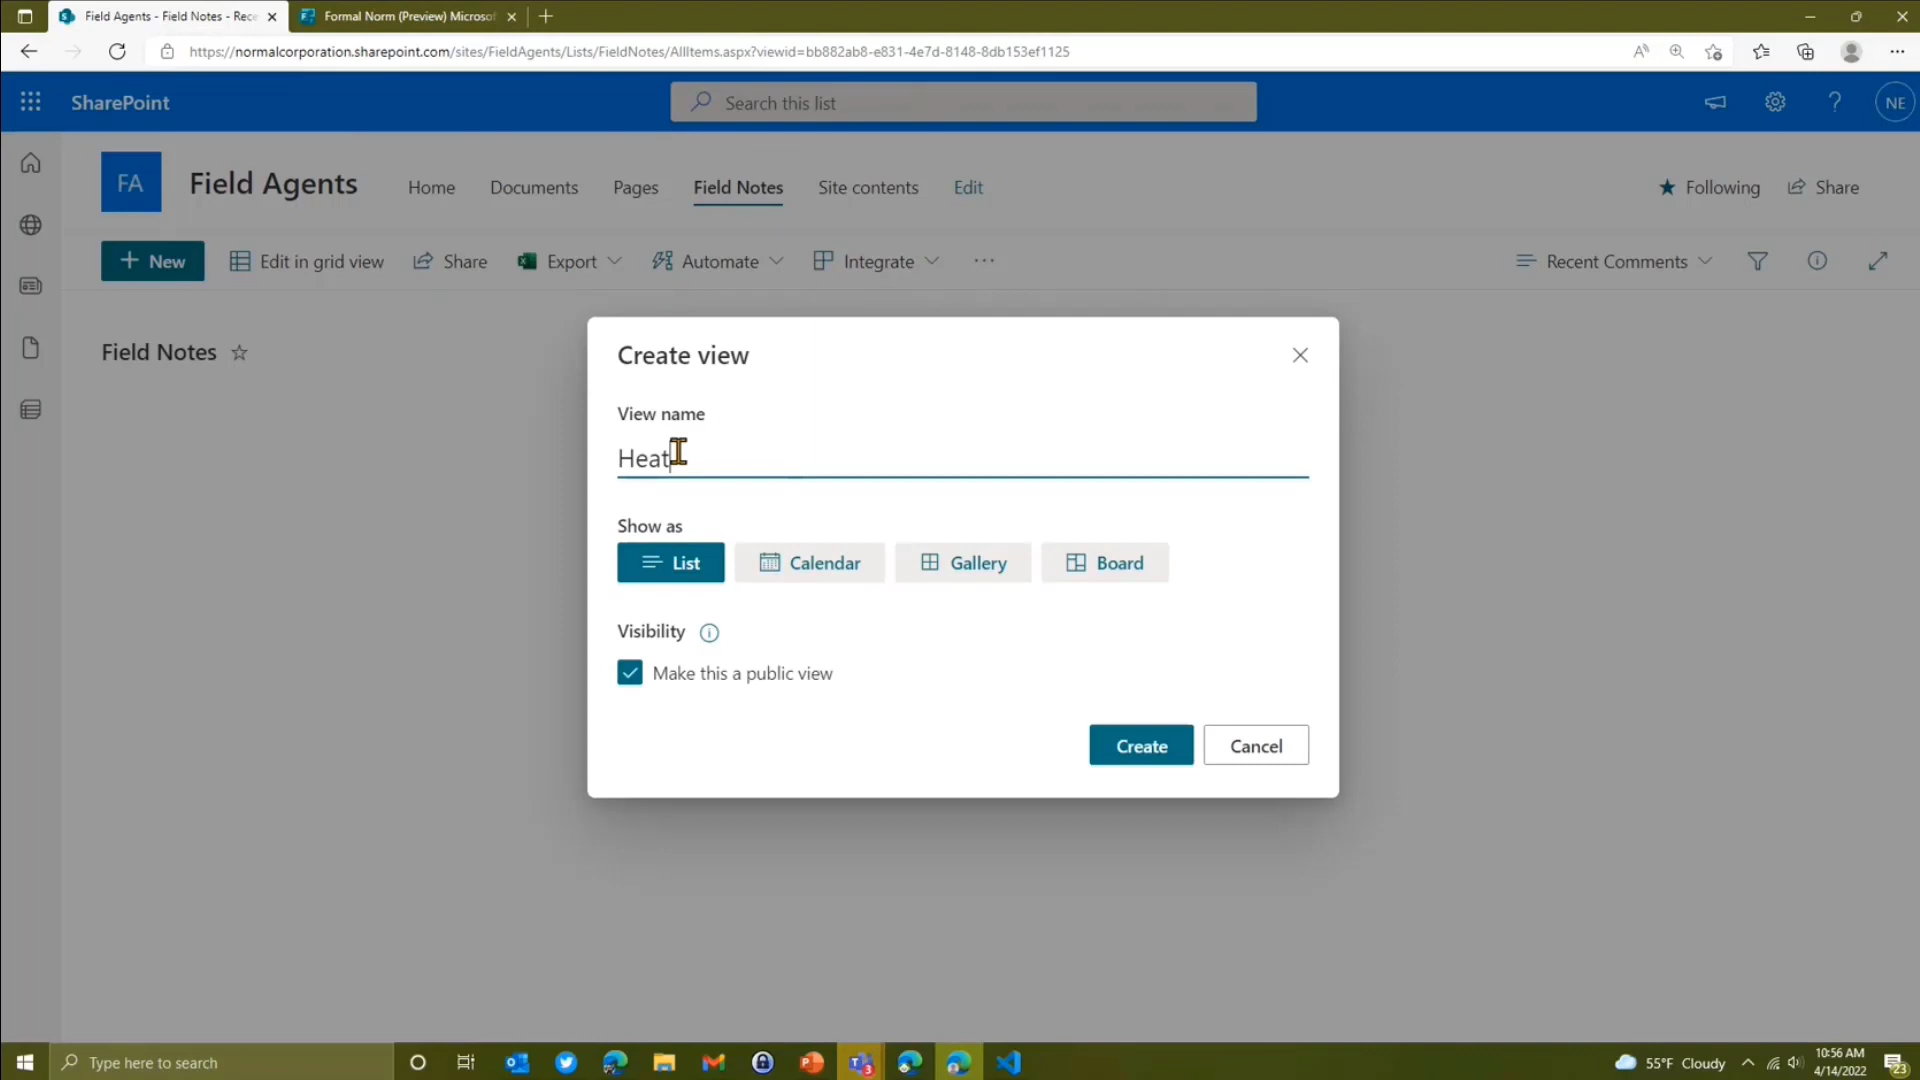 Field Agents - Field Notes - Rece
Formal Norm (Preview) Microsof
https://normalcorporation.sharepoint.com/sites/FieldAgents/Lists/FieldNotes/AllItems.aspx?viewid=bb882ab8-e831-4e7d-8148-8db153ef1125
SharePoint
Search this list
NE
FA
Field Agents
Home
Documents
Pages
Field Notes
Site contents
Edit
Following
Share
New
Edit in grid view
Share
Export
Automate
Integrate
Recent Comments
Field Notes
Create view
View name
Heat
Show as
List
Calendar
Gallery
Board
Visibility
Make this a public view
Create
Cancel
Type here to search
55°F Cloudy
10:56 AM
4/14/2022
23